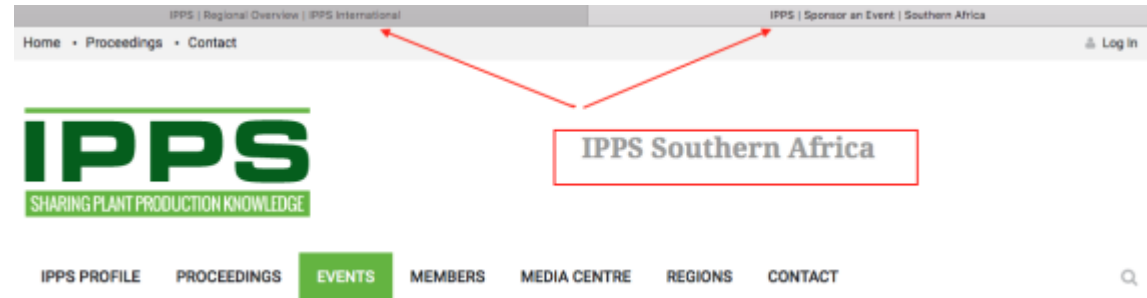 IPPS | Regional Overview | IPPS International
IPPS | Sponsor an Event | Southern Africa
Home • Proceedings • Contact
Log In
IPPS
SHARING PLANT PRODUCTION KNOWLEDGE
IPPS Southern Africa
IPPS PROFILE PROCEEDINGS EVENTS MEMBERS MEDIA CENTRE REGIONS CONTACT